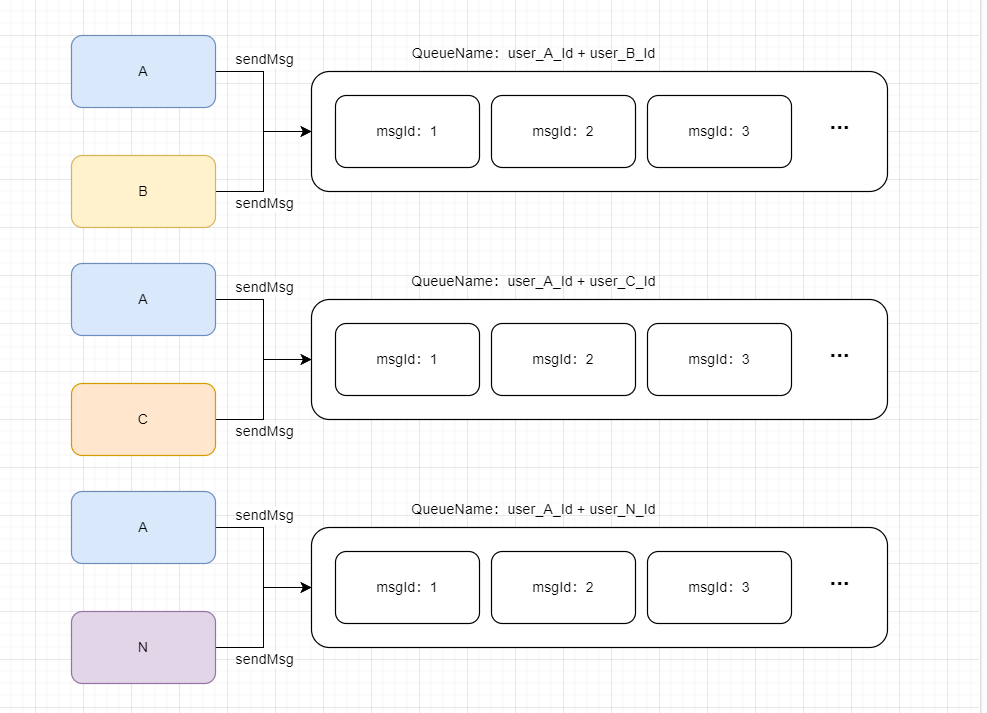 QueueName：user_A_Id + user_B_Id
A
sendMsg
msgId：1
msgId：2
msgId：3
...
B
sendMsg
QueueName：user_A_Id + user_C_Id
A
sendMsg
msgId：1
msgId：2
msgId：3
...
C
sendMsg
QueueName：user_A_Id + user_N_Id
A
sendMsg
msgId：1
msgId：2
msgId：3
...
N
sendMsg